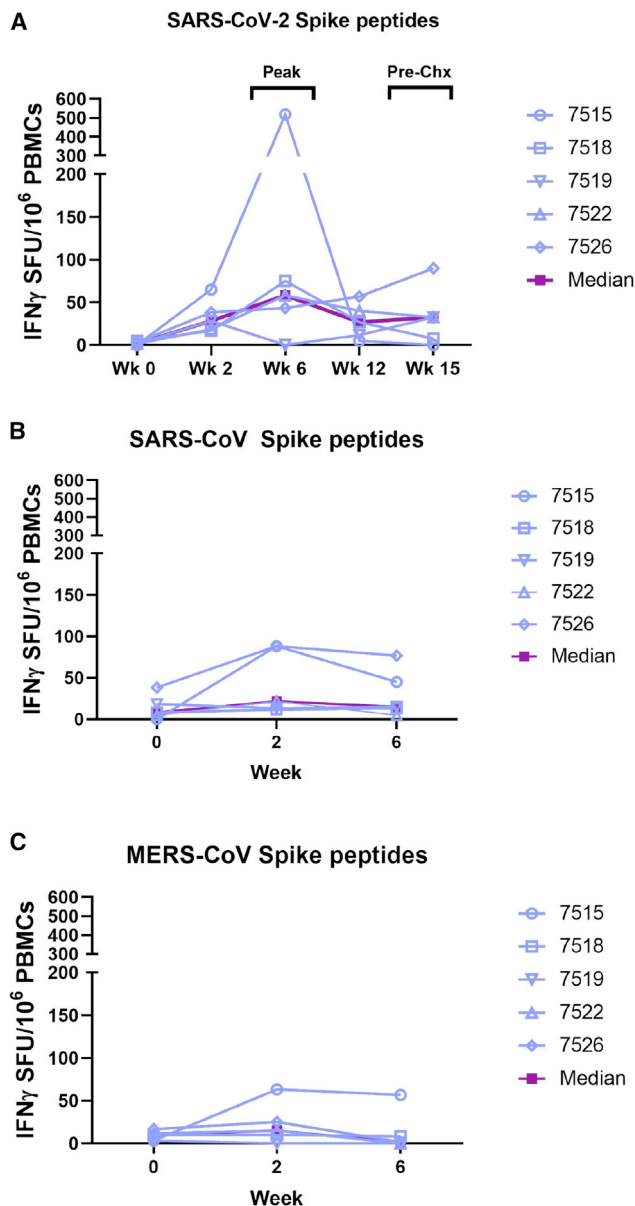 A
SARS-CoV-2 Spike peptides
Peak
Pre-Chx
IFNγ SFU/10⁶ PBMCs
600
500
400
300
200
150
100
50
0
Wk 0 Wk 2 Wk 6 Wk 12 Wk 15
7515
7518
7519
7522
7526
Median
B
SARS-CoV Spike peptides
IFNγ SFU/10⁶ PBMCs
600
500
400
300
200
150
100
50
0
0 2 6
Week
7515
7518
7519
7522
7526
Median
C
MERS-CoV Spike peptides
IFNγ SFU/10⁶ PBMCs
600
500
400
300
200
150
100
50
0
0 2 6
Week
7515
7518
7519
7522
7526
Median